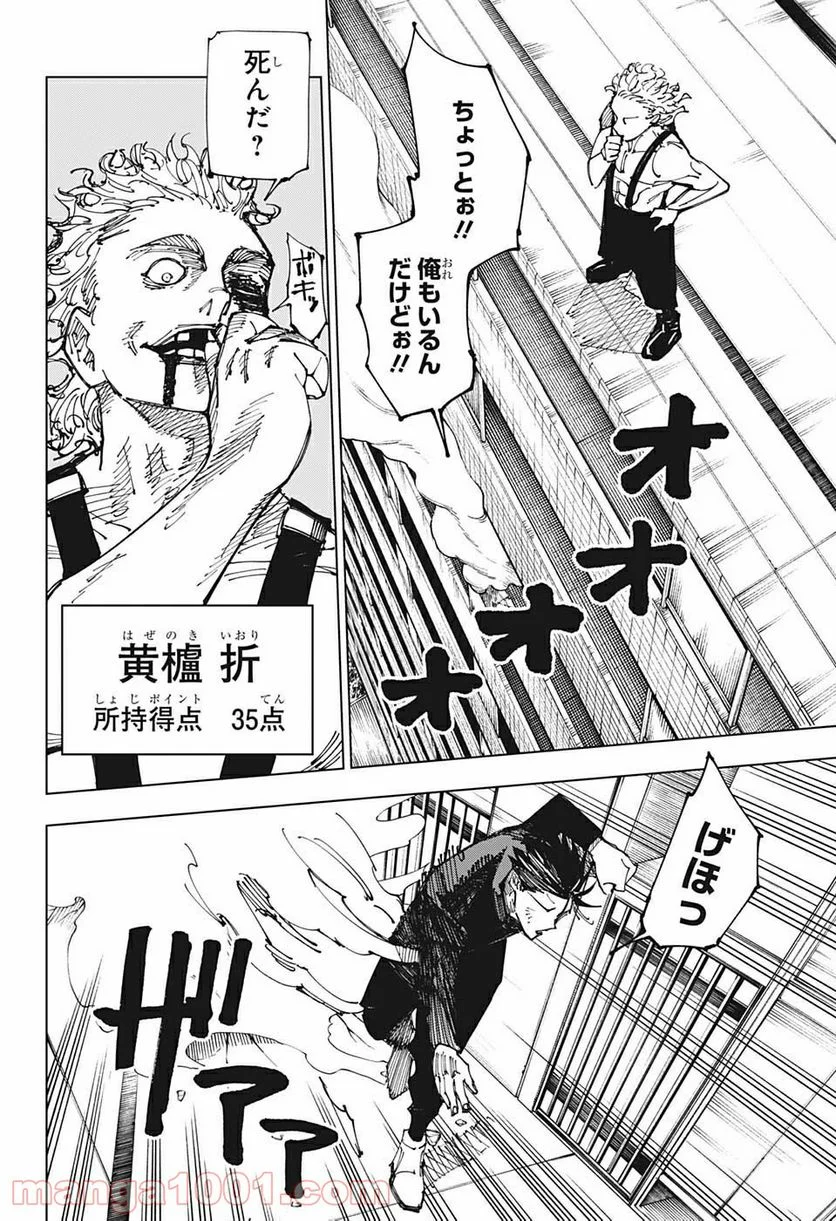 ちょっとぉ!!
俺もいるん
だけどぉ!!
オオオオ
死んだ?
ボキッ
黄櫨 折
所持得点 35点
げほっ
ザァァ
manga1001.com